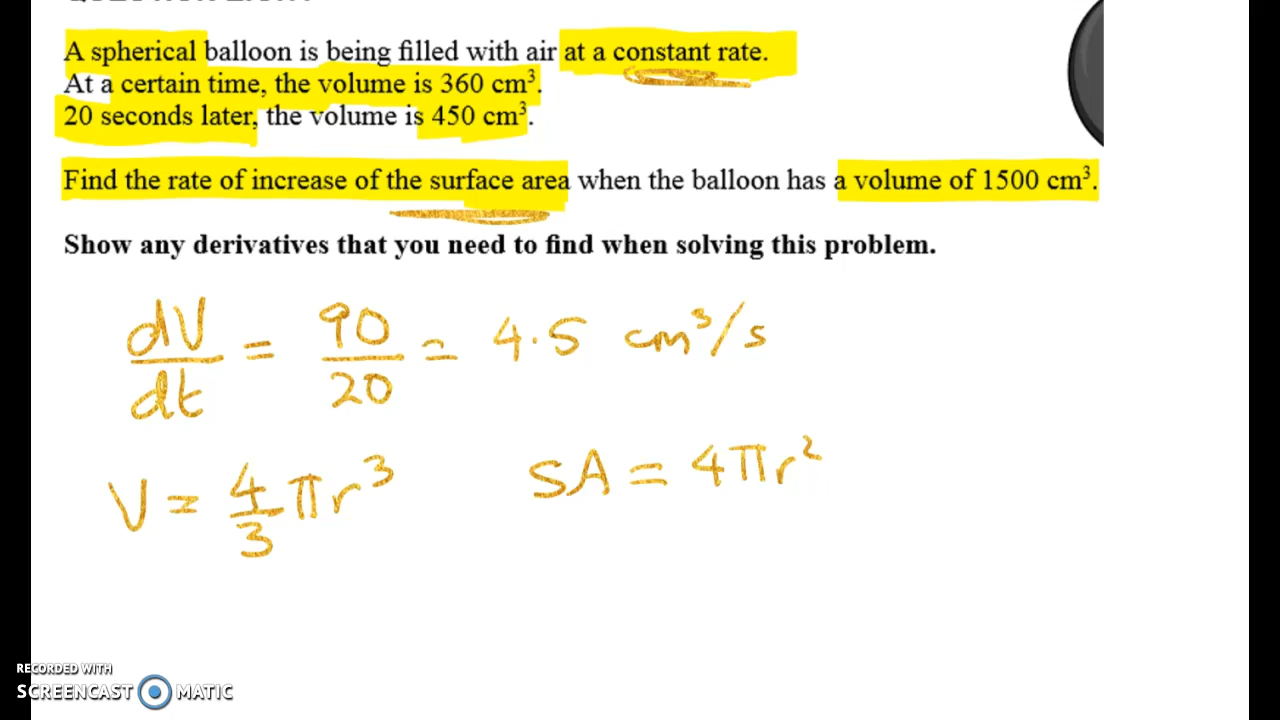 A spherical balloon is being filled with air at a constant rate.
At a certain time, the volume is 360 cm³.
20 seconds later, the volume is 450 cm³.
Find the rate of increase of the surface area when the balloon has a volume of 1500 cm³.
Show any derivatives that you need to find when solving this problem.
dV/dt = 90/20 = 4.5 cm³/s
V = 4/3 πr³ SA = 4πr²
RECORDED WITH
SCREENCAST MATIC